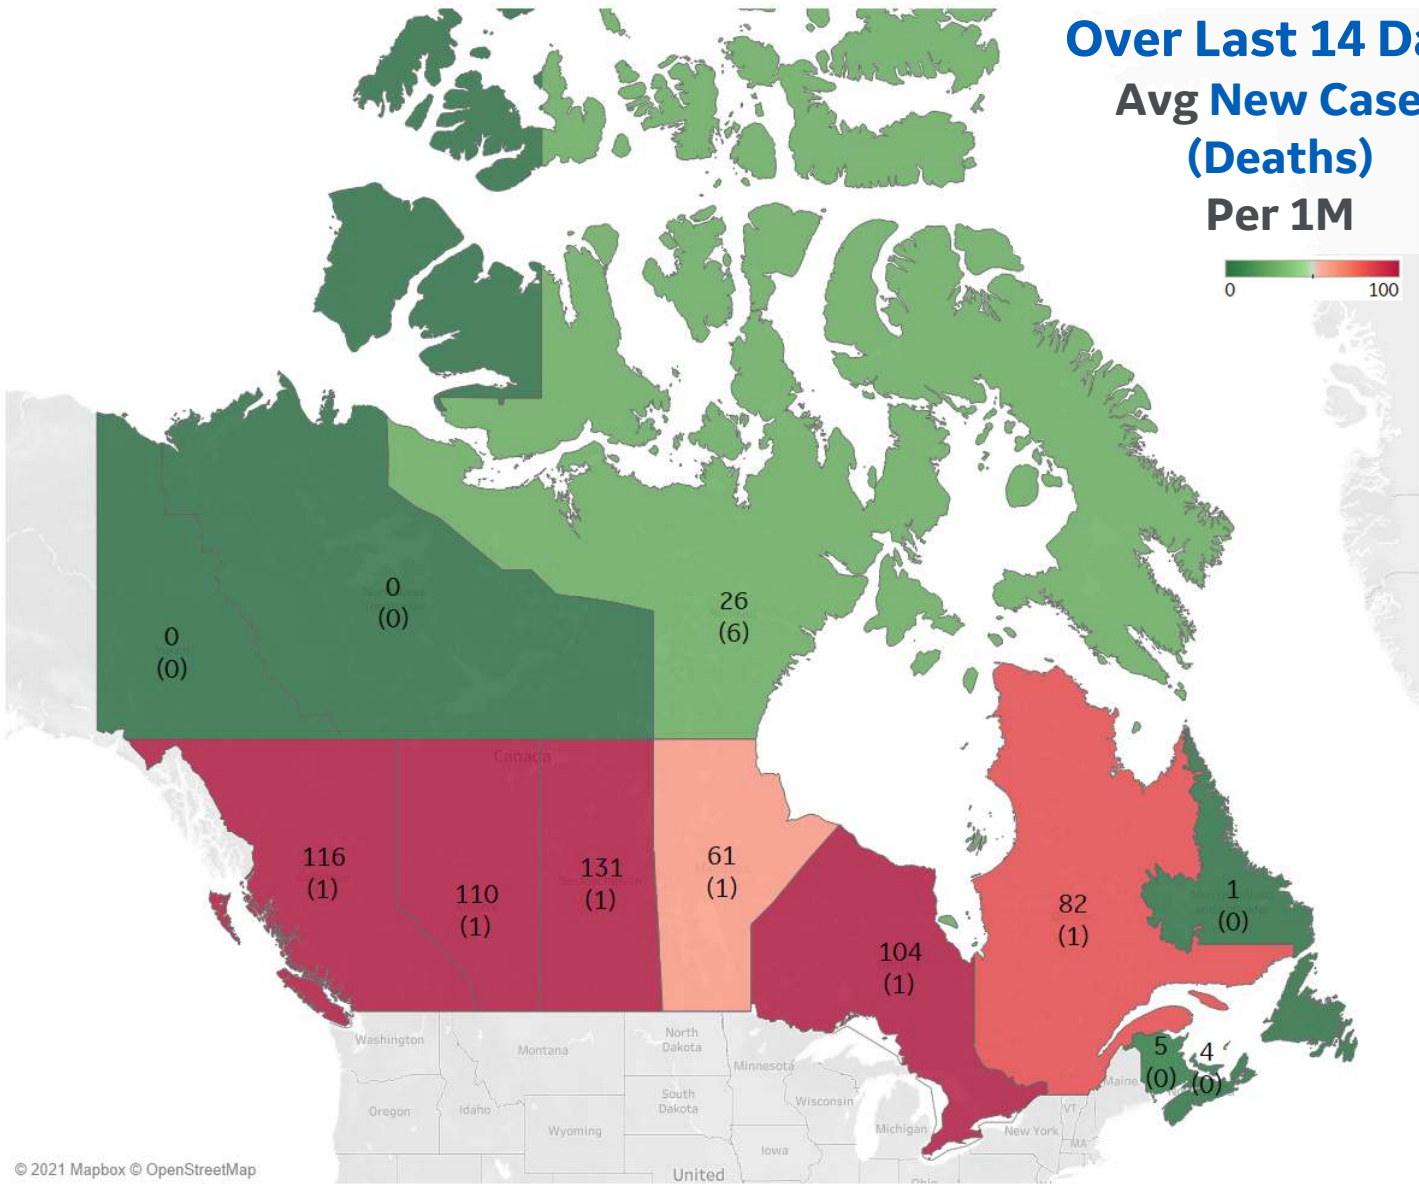 Over Last 14 Da
Avg New Case
(Deaths)
Per 1M
0 100
0
(0)
0
(0)
26
(6)
Canada
116
(1)
110
(1)
131
(1)
61
(1)
104
(1)
82
(1)
1
(0)
5
(0)
4
(0)
Washington
Montana
North
Dakota
Minnesota
Maine
Oregon
Idaho
South
Dakota
Wisconsin
Wyoming
Michigan
New York
VT
MA
Iowa
United
Ohio
© 2021 Mapbox © OpenStreetMap